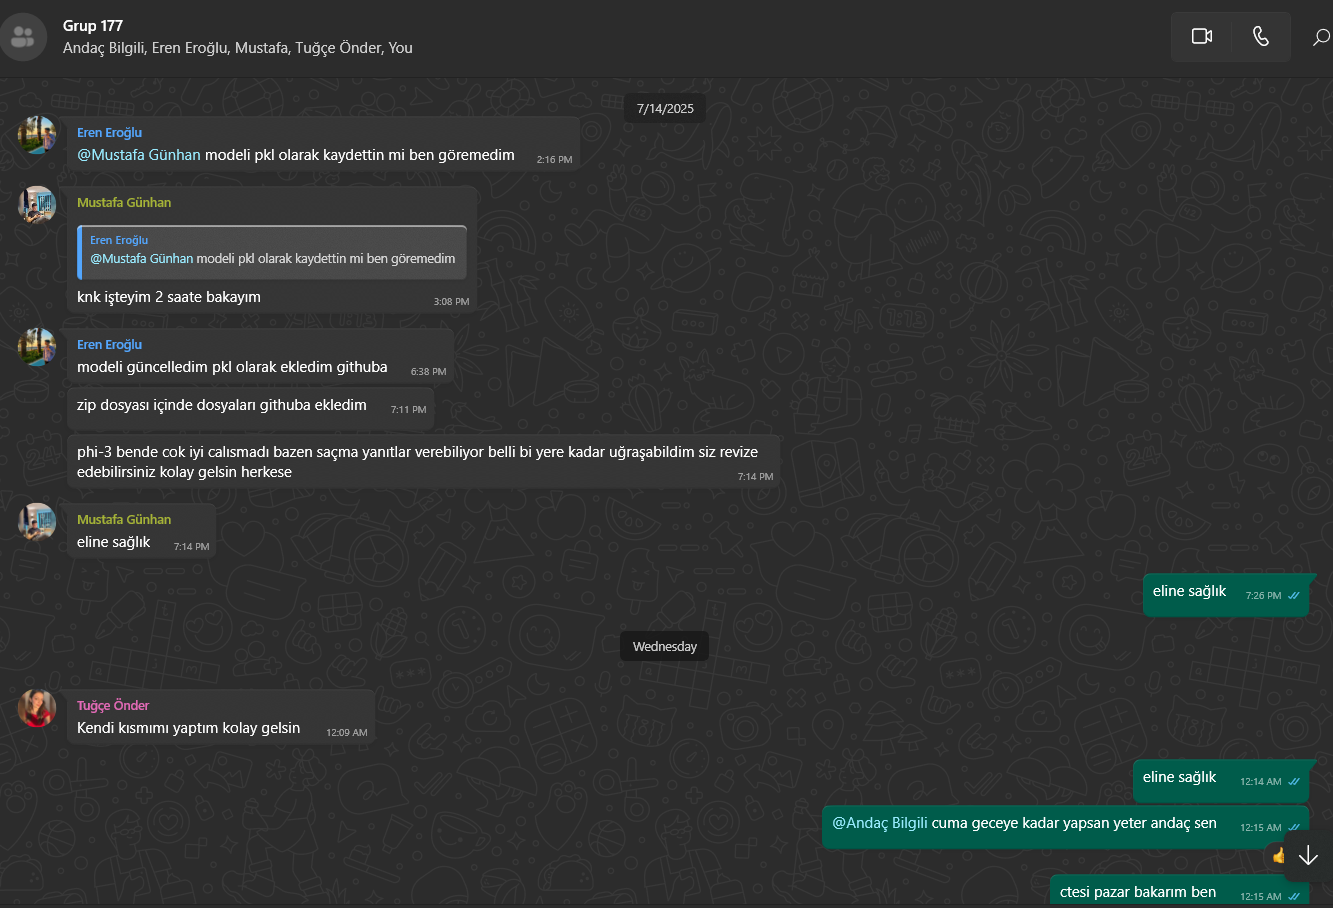 Grup 177
Andaç Bilgili, Eren Eroğlu, Mustafa, Tuğçe Önder, You
7/14/2025
Eren Eroğlu
@Mustafa Günhan modeli pkl olarak kaydettin mi ben göremedim
2:16 PM
Mustafa Günhan
Eren Eroğlu
@Mustafa Günhan modeli pkl olarak kaydettin mi ben göremedim
knk işteyim 2 saate bakayım
3:08 PM
Eren Eroğlu
modeli güncelledim pkl olarak ekledim githuba
6:38 PM
zip dosyası içinde dosyaları githuba ekledim
7:11 PM
phi-3 bende cok iyi calısmadı bazen saçma yanıtlar verebiliyor belli bi yere kadar uğraşabildim siz revize
edebilirsiniz kolay gelsin herkese
7:14 PM
Mustafa Günhan
eline sağlık
7:14 PM
eline sağlık
7:26 PM
Wednesday
Tuğçe Önder
Kendi kısmımı yaptım kolay gelsin
12:09 AM
eline sağlık
12:14 AM
@Andaç Bilgili cuma geceye kadar yapsan yeter andaç sen
12:15 AM
ctesi pazar bakarım ben
12:15 AM